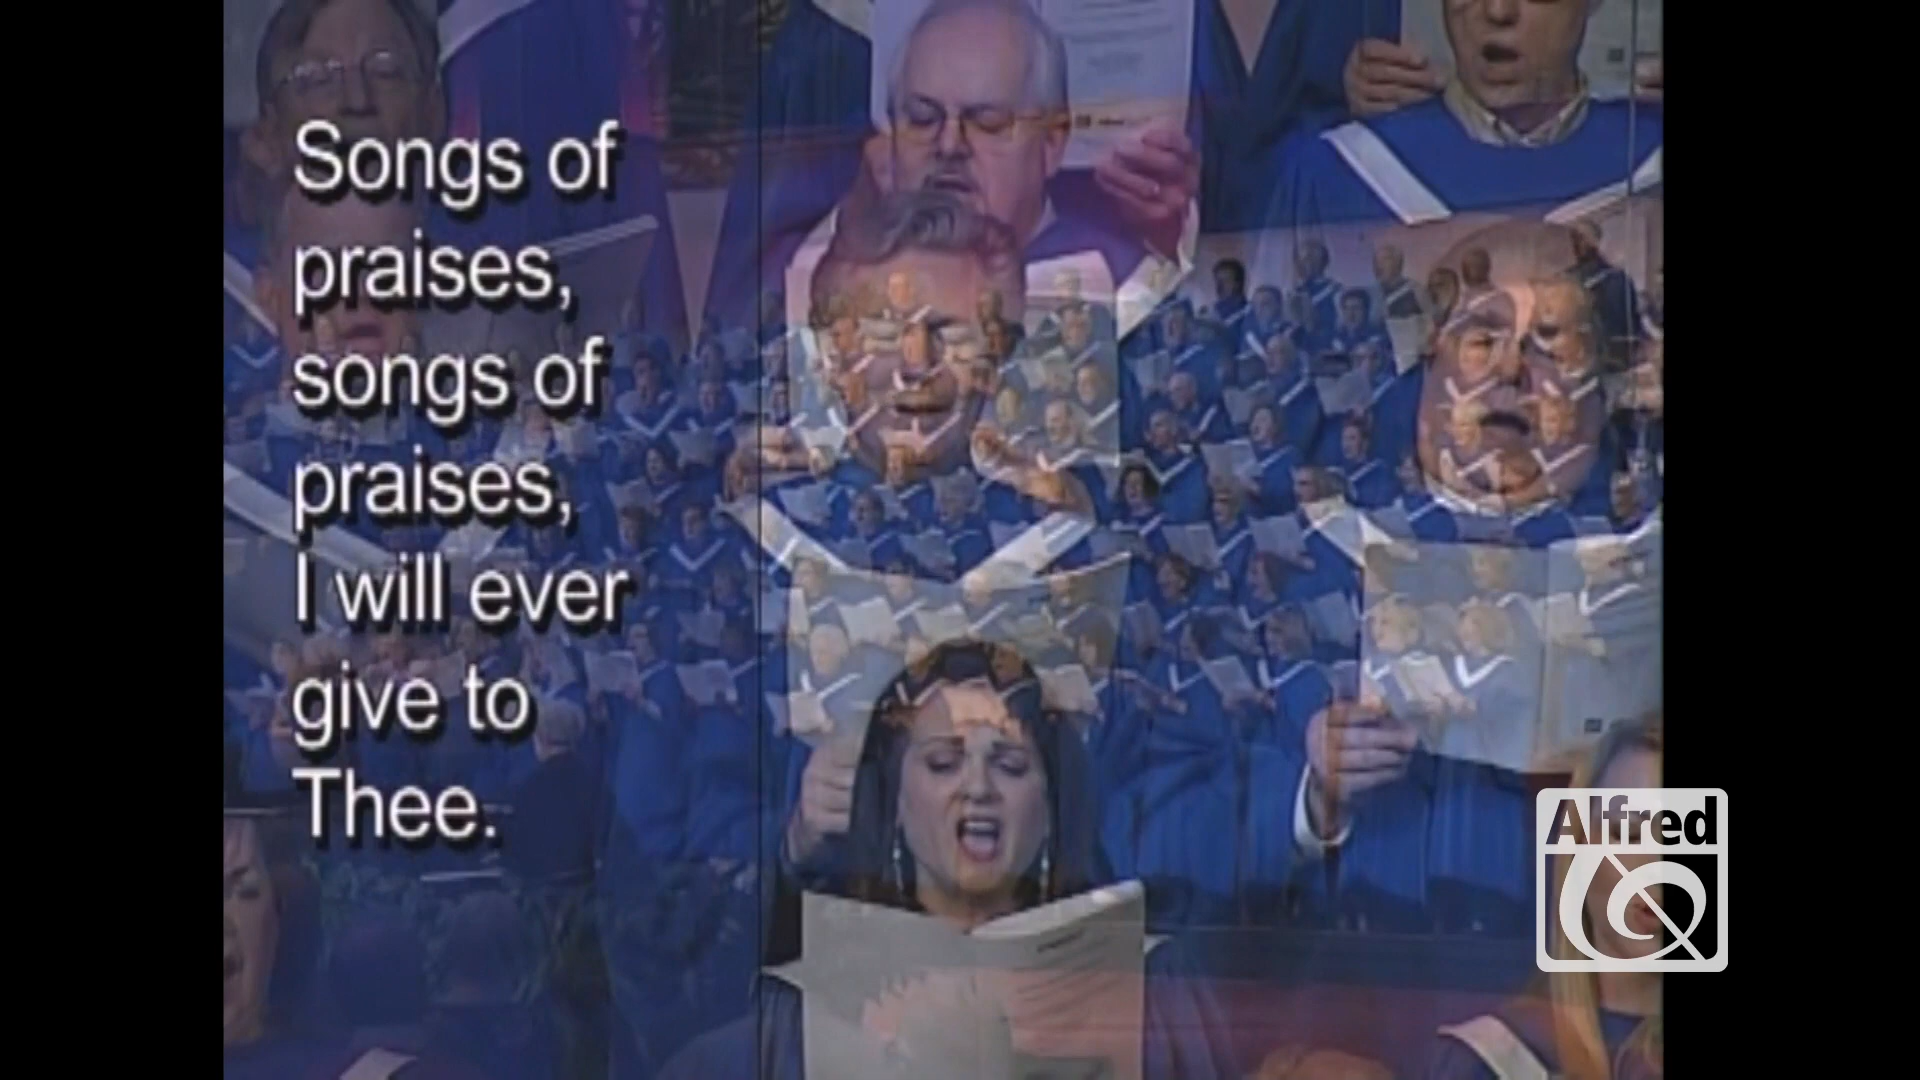 Songs of
praises,
songs of
praises,
I will ever
give to
Thee.
Alfred